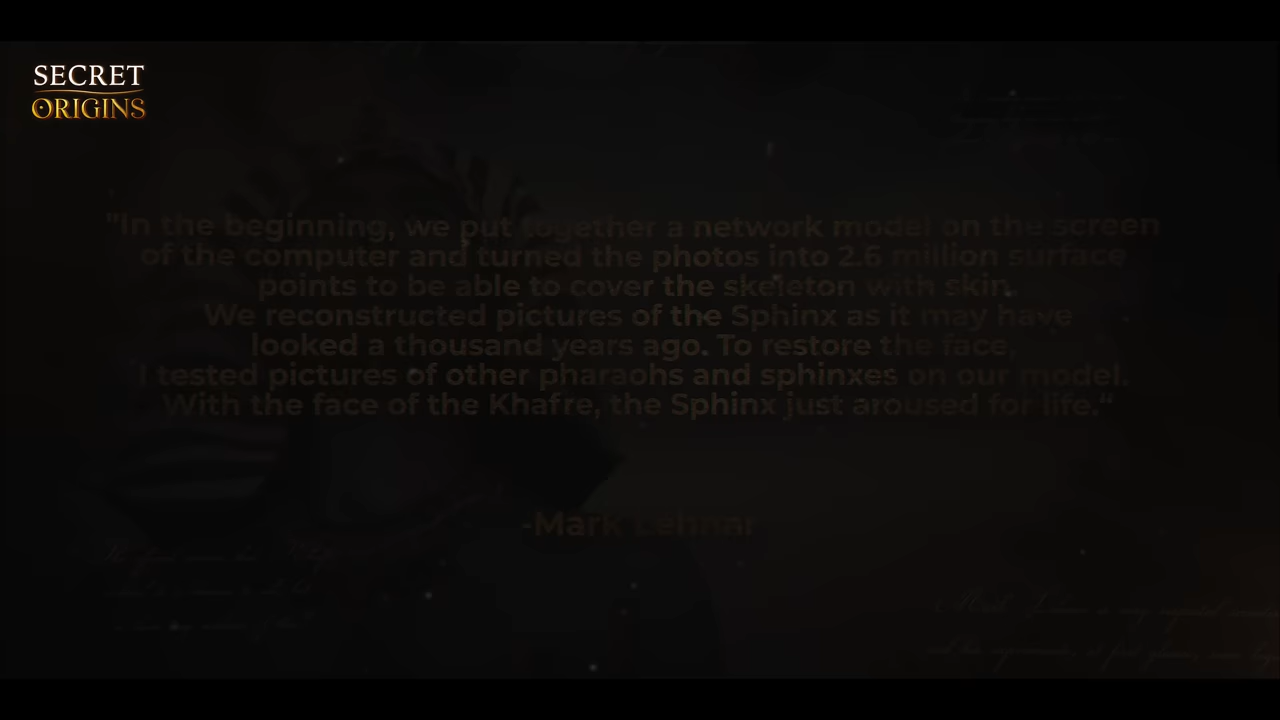 SECRET
ORIGINS
"In the beginning, we put together a network model on the screen
of the computer and turned the photos into 2.6 million surface
points to be able to cover the skeleton with skin.
We reconstructed pictures of the Sphinx as it may have
looked a thousand years ago. To restore the face,
I tested pictures of other pharaohs and sphinxes on our model.
With the face of the Khafre, the Sphinx just aroused for life.“
-Mark Lehner